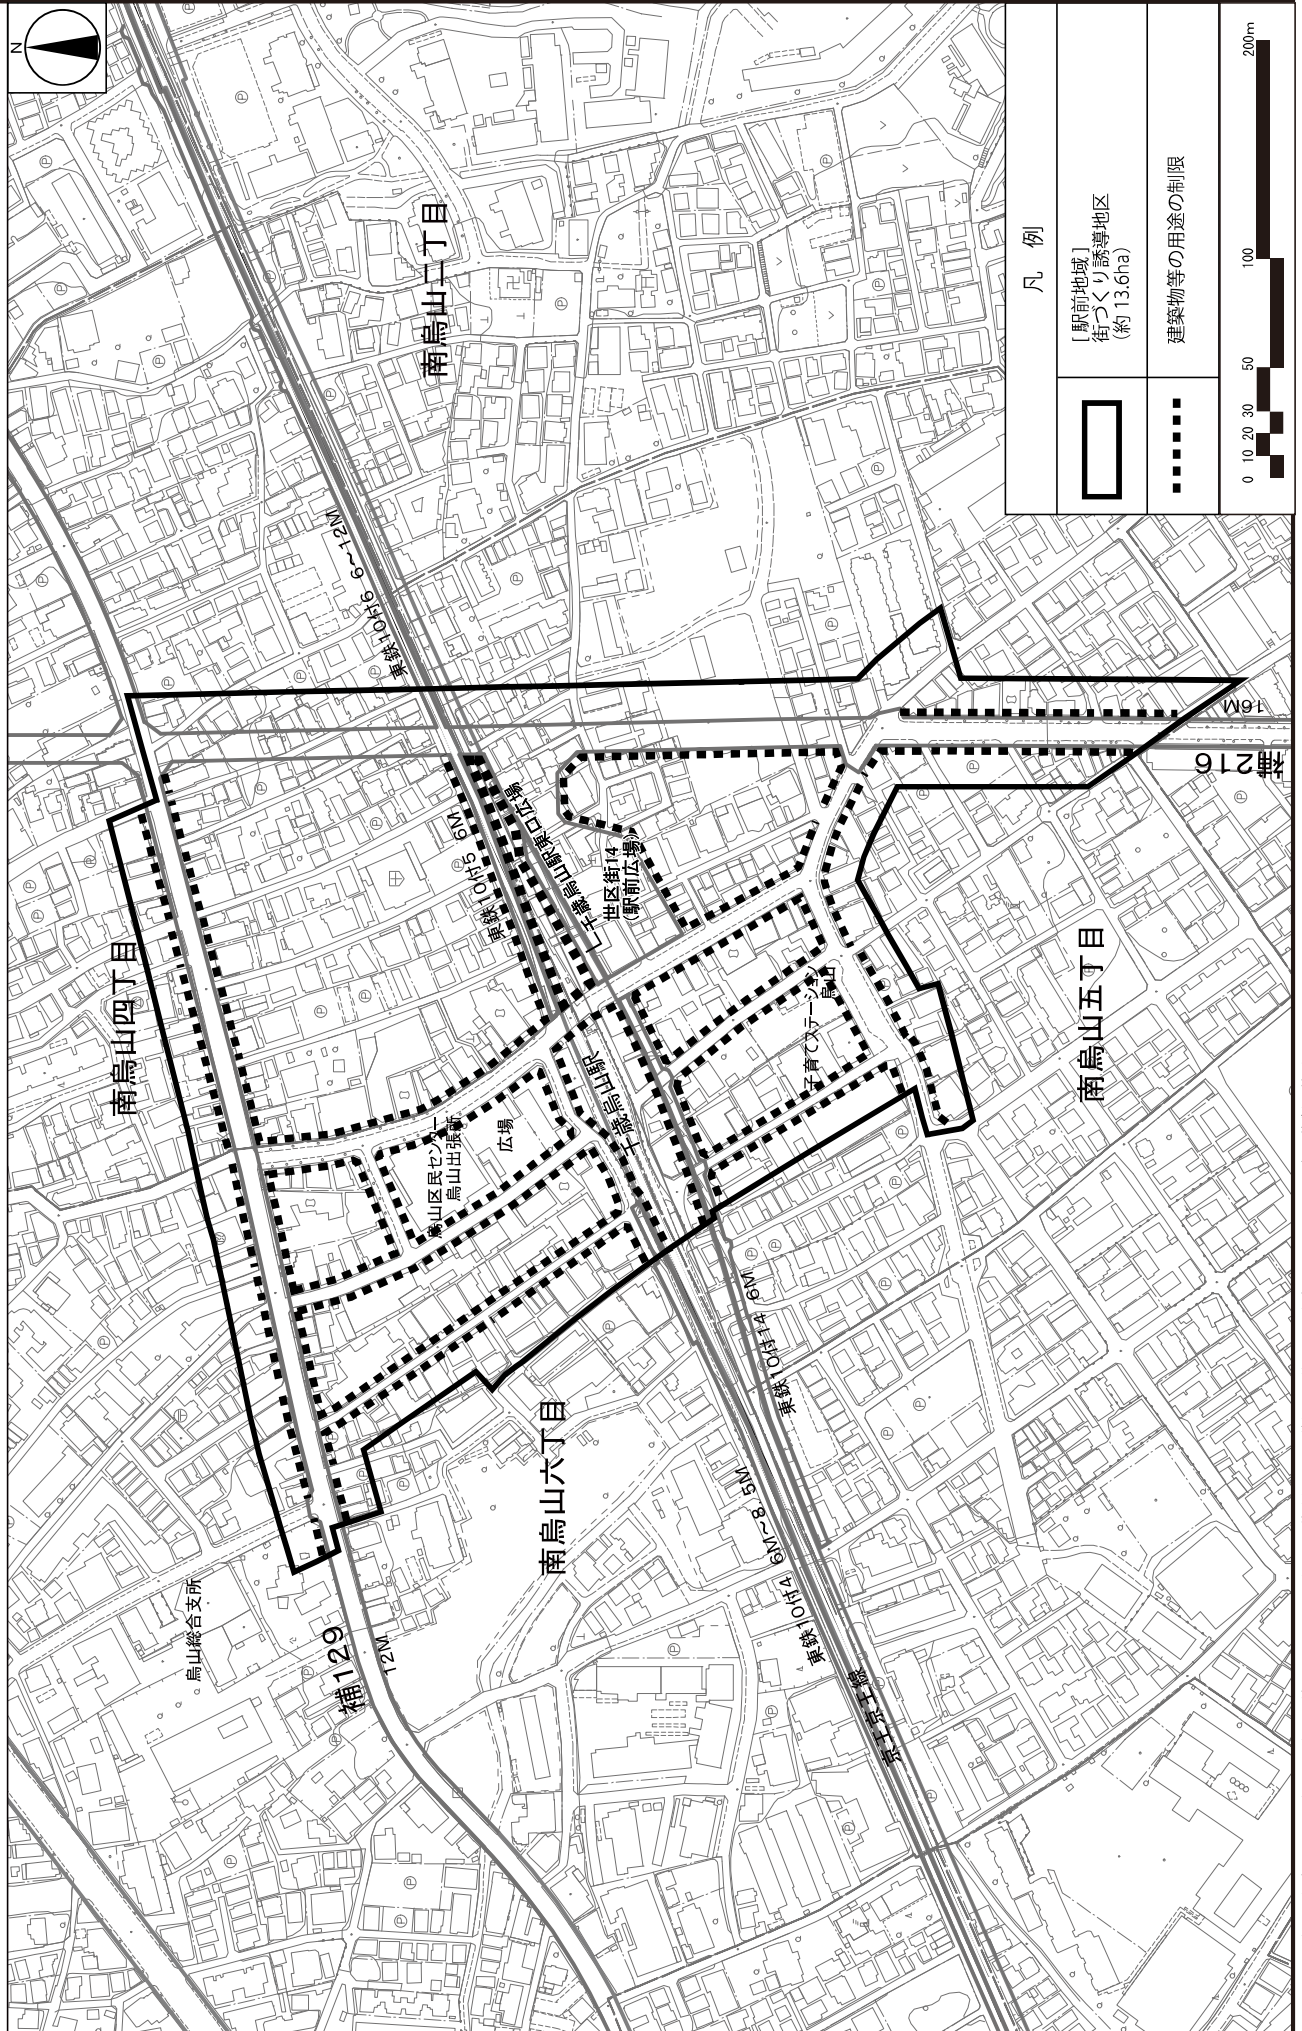 N
南烏山二丁目
東鉄10付6 6~12M
南烏山四丁目
東鉄10付5 6M
千歳烏山駅東口広場
世区街14
(駅前広場)
補216
16M
烏山区民センター
烏山出張所
広場
千歳烏山駅
子育てステーション
烏山
南烏山五丁目
南烏山六丁目
東鉄10付14 6M
東鉄10付4 6M~8.5M
京王京王線
烏山総合支所
補129
12M
凡 例
[駅前地域]
街づくり誘導地区
(約13.6ha)
建築物等の用途の制限
0 10 20 30 50 100 200m